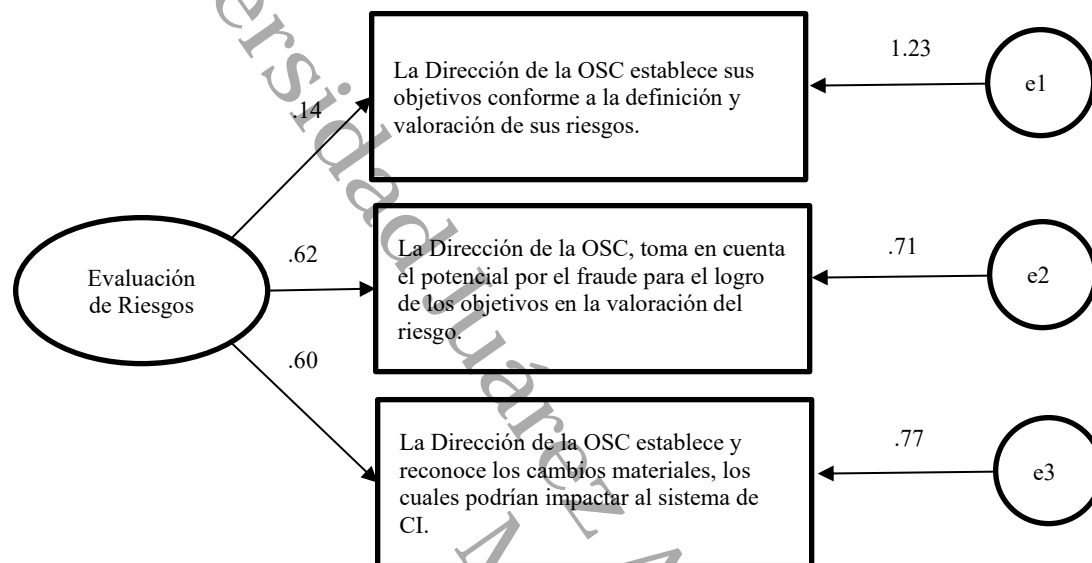 1.23
La Dirección de la OSC establece sus
objetivos conforme a la definición y
valoración de sus riesgos.
e1
.14
Evaluación
de Riesgos
.62
La Dirección de la OSC, toma en cuenta
el potencial por el fraude para el logro
de los objetivos en la valoración del
riesgo.
.71
e2
.60
La Dirección de la OSC establece y
reconoce los cambios materiales, los
cuales podrían impactar al sistema de
CI.
.77
e3
ersidad Juárez A
M